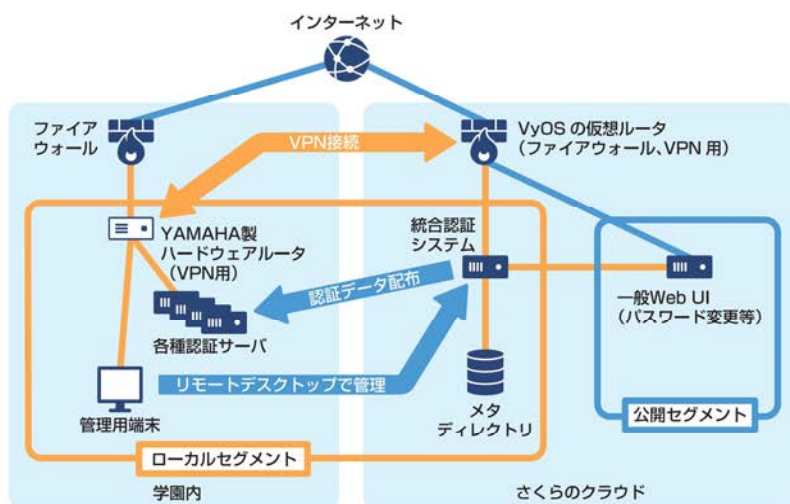 インターネット
ファイア
ウォール
VPN接続
VyOS の仮想ルータ
（ファイアウォール、VPN 用）
YAMAHA製
ハードウェアルータ
（VPN用）
統合認証
システム
認証データ配布
一般Web UI
（パスワード変更等）
各種認証サーバ
リモートデスクトップで管理
管理用端末
メタ
ディレクトリ
公開セグメント
ローカルセグメント
学園内
さくらのクラウド